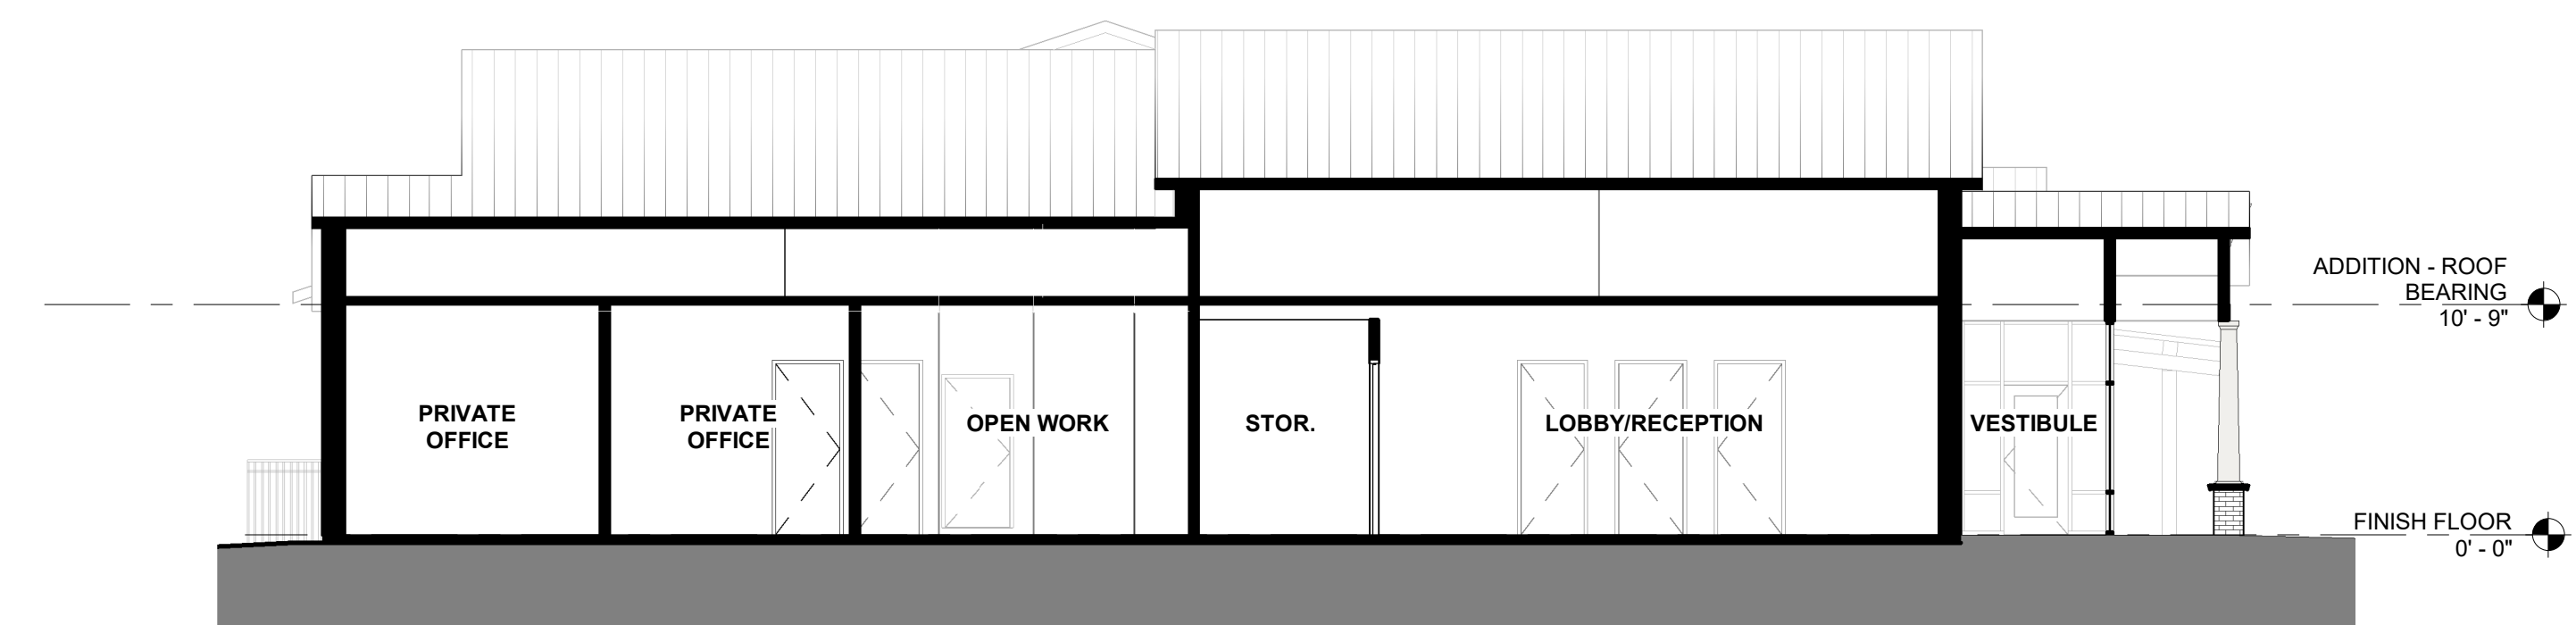 PRIVATE
OFFICE
PRIVATE
OFFICE
OPEN WORK
STOR.
LOBBY/RECEPTION
VESTIBULE
ADDITION - ROOF
BEARING
10' - 9"
FINISH FLOOR
0' - 0"